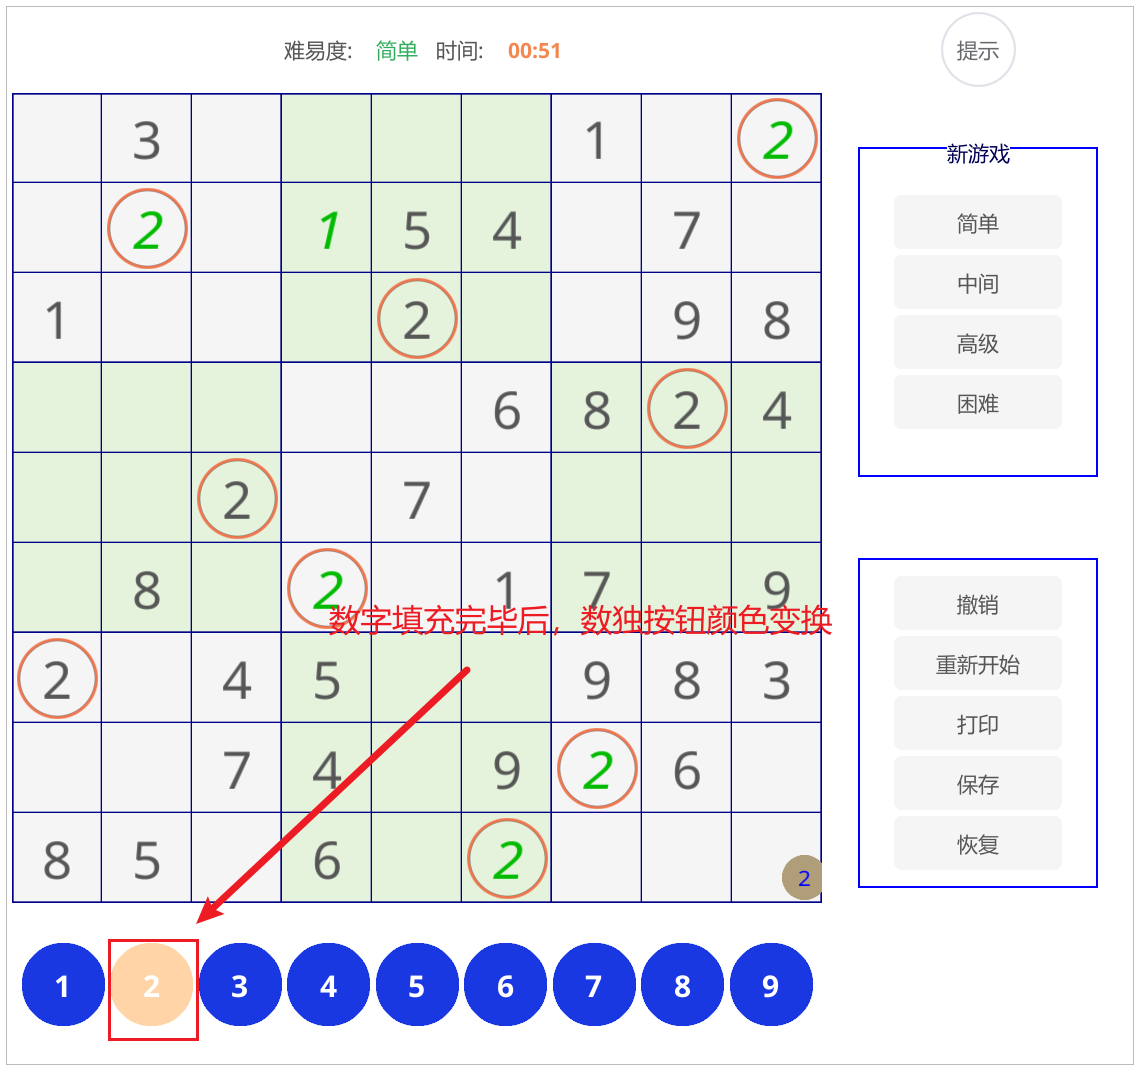 难易度: 简单 时间: 00:51
提示
3 1 2
2 1 5 4 7
1 2 9 8
6 8 2 4
2 7
8 2 1 7 9
数字填充完毕后，数独按钮颜色变换
2 4 5 9 8 3
7 4 9 2 6
8 5 6 2
2
1 2 3 4 5 6 7 8 9
新游戏
简单
中间
高级
困难
撤销
重新开始
打印
保存
恢复